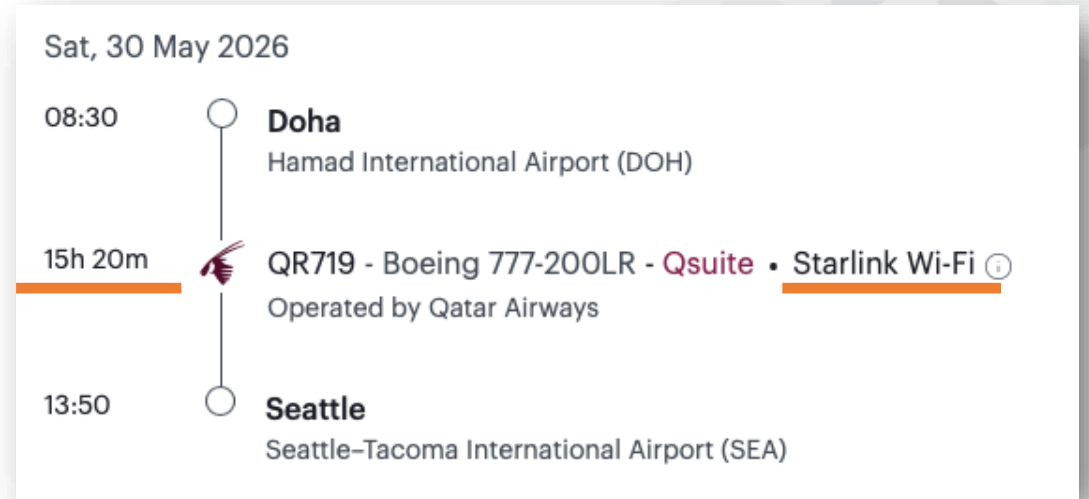 Sat, 30 May 2026
08:30
Doha
Hamad International Airport (DOH)
15h 20m
QR719 - Boeing 777-200LR - Qsuite • Starlink Wi-Fi
Operated by Qatar Airways
13:50
Seattle
Seattle–Tacoma International Airport (SEA)